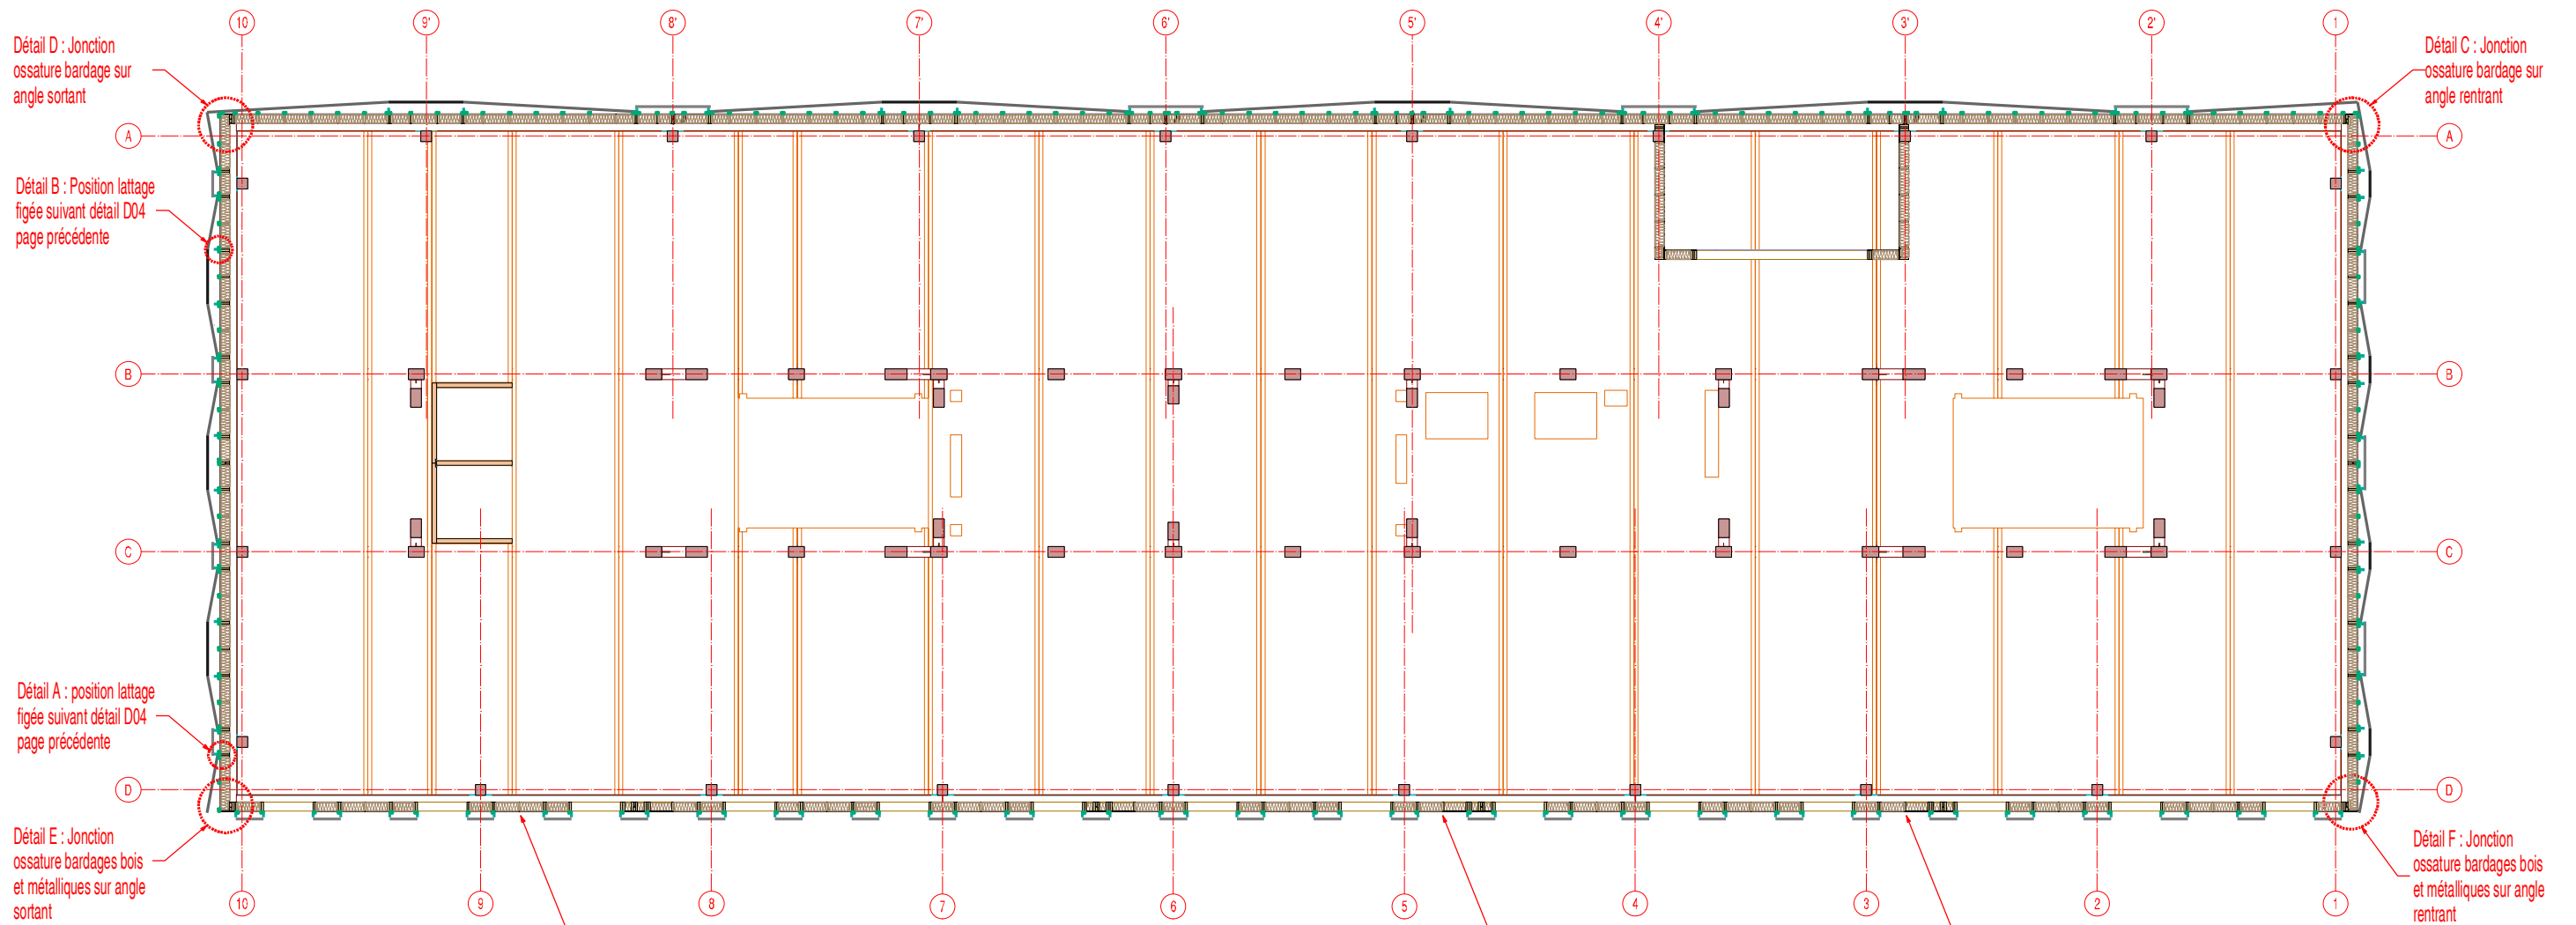 10
9'
8'
7'
6'
5'
4'
3'
2'
1
Détail D : Jonction
ossature bardage sur
angle sortant
Détail C : Jonction
ossature bardage sur
angle rentrant
A
A
Détail B : Position lattage
figée suivant détail D04
page précédente
B
B
C
C
Détail A : position lattage
figée suivant détail D04
page précédente
D
D
Détail E : Jonction
ossature bardages bois
et métalliques sur angle
sortant
Détail F : Jonction
ossature bardages bois
et métalliques sur angle
rentrant
10
9
8
7
6
5
4
3
2
1